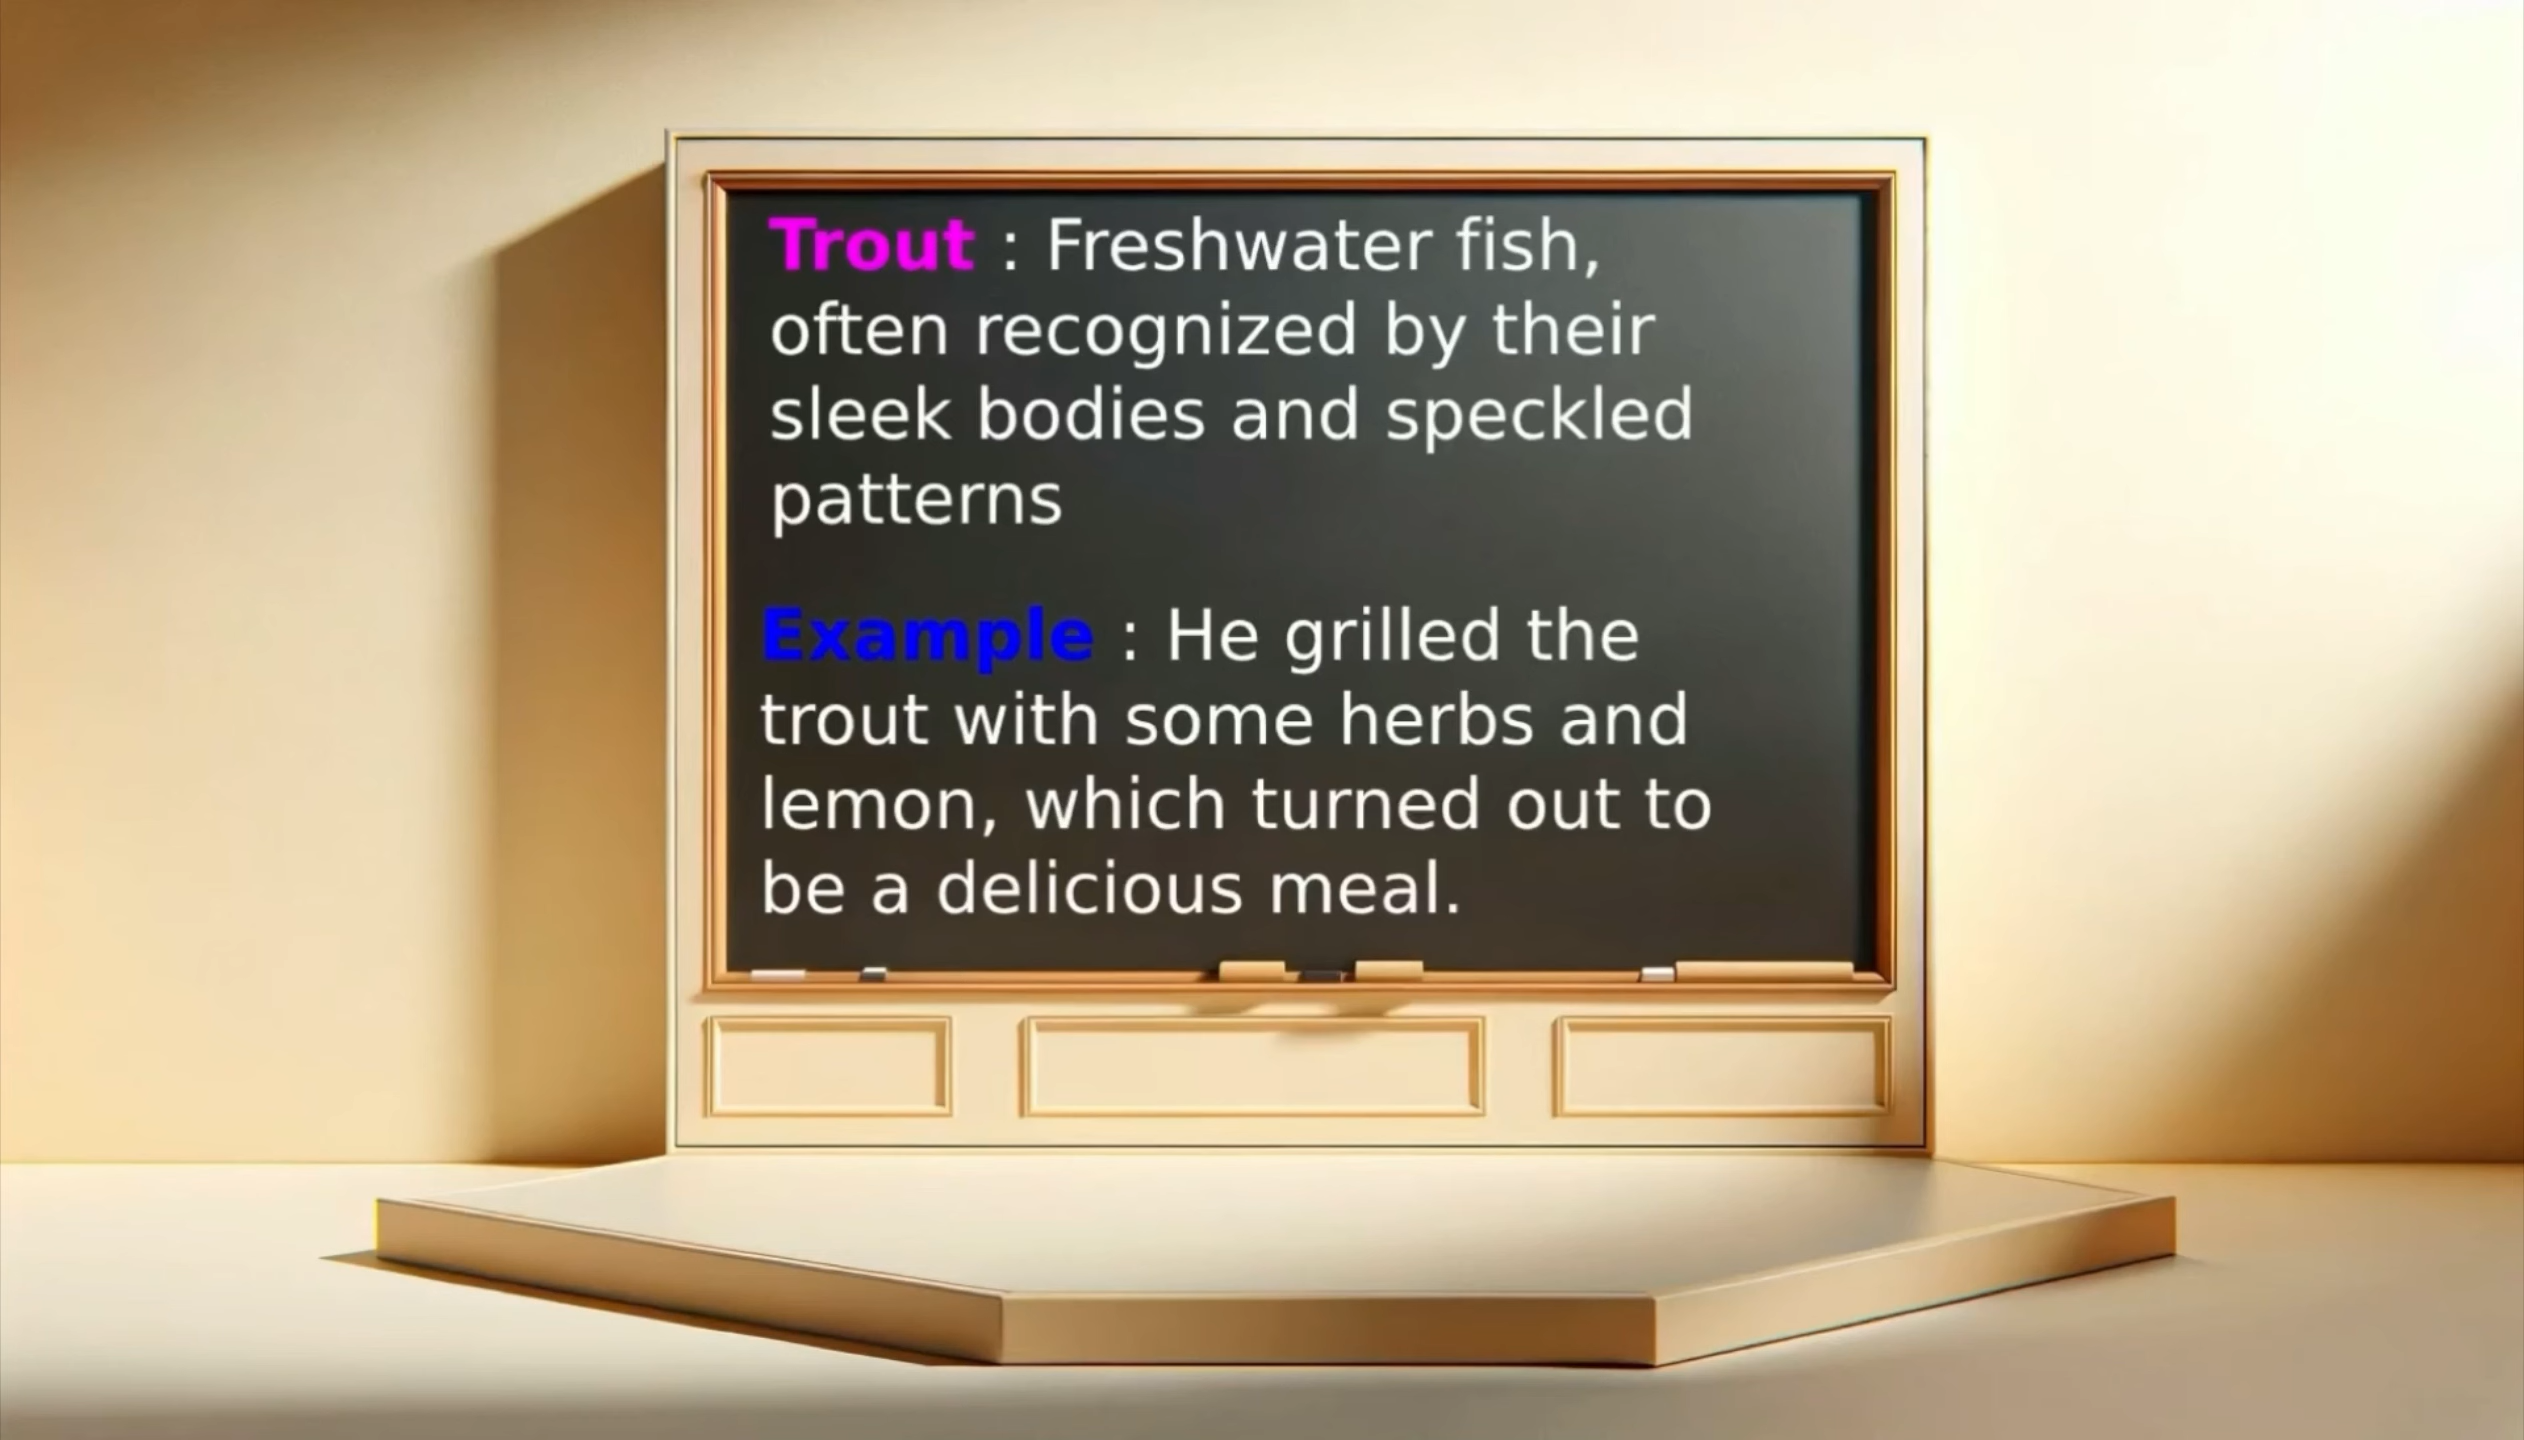 Trout : Freshwater fish,
often recognized by their
sleek bodies and speckled
patterns
Example : He grilled the
trout with some herbs and
lemon, which turned out to
be a delicious meal.